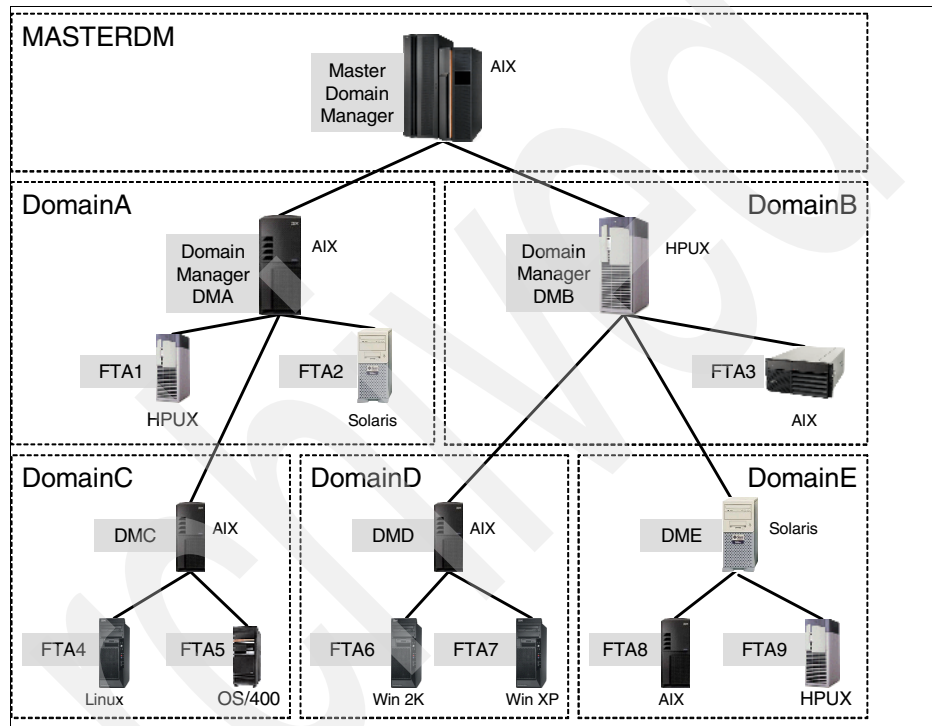 MASTERDM
Master
Domain
Manager
AIX
DomainA
Domain
Manager
DMA
AIX
FTA1
HPUX
FTA2
Solaris
DomainB
Domain
Manager
DMB
HPUX
FTA3
AIX
DomainC
DMC
AIX
FTA4
Linux
FTA5
OS/400
DomainD
DMD
AIX
FTA6
Win 2K
FTA7
Win XP
DomainE
DME
Solaris
FTA8
AIX
FTA9
HPUX